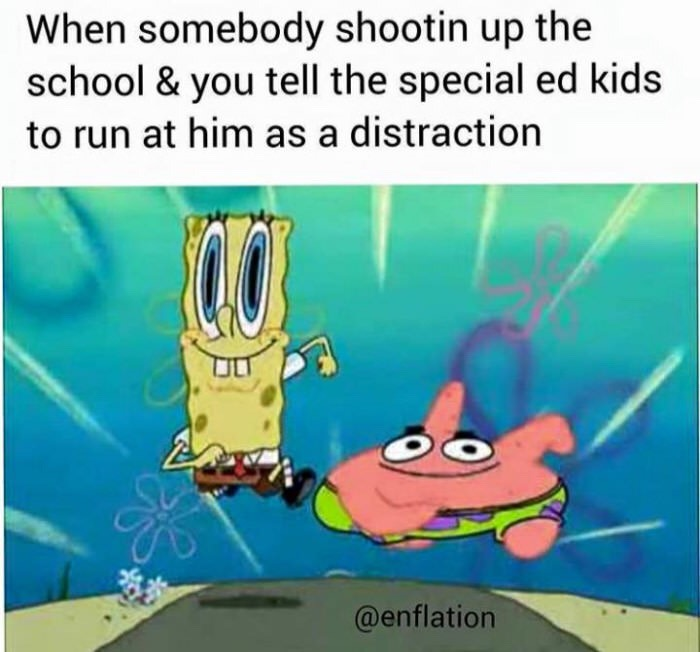 When somebody shootin up the
school & you tell the special ed kids
to run at him as a distraction
@enflation